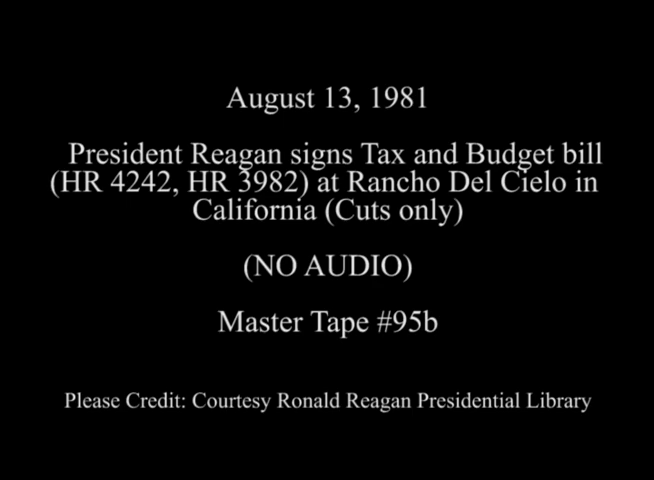 August 13, 1981
President Reagan signs Tax and Budget bill
(HR 4242, HR 3982) at Rancho Del Cielo in
California (Cuts only)
(NO AUDIO)
Master Tape #95b
Please Credit: Courtesy Ronald Reagan Presidential Library